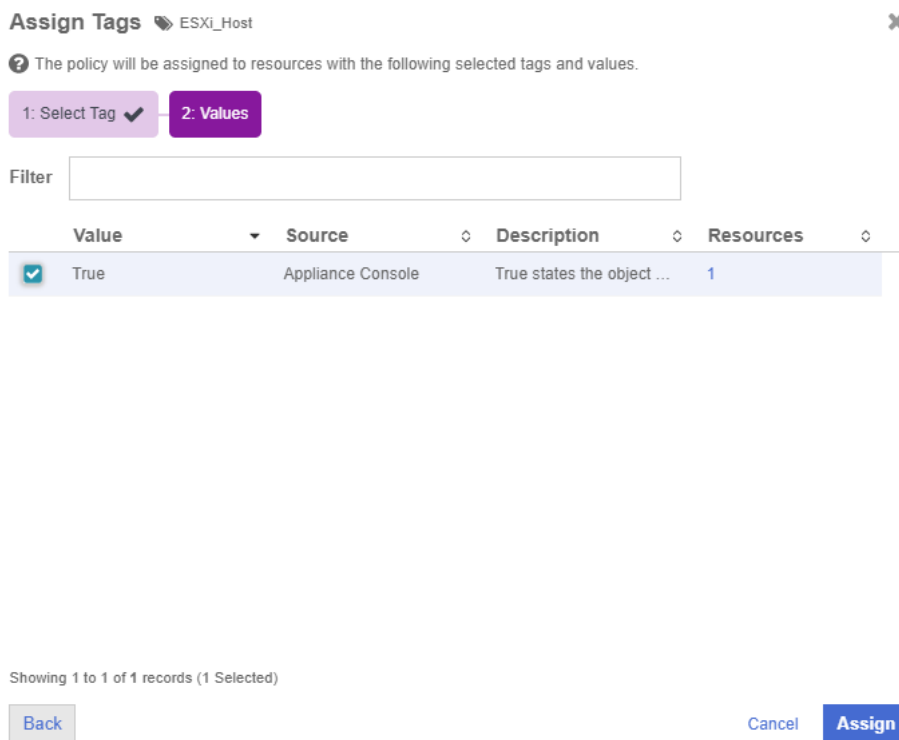 Assign Tags ESXi_Host
The policy will be assigned to resources with the following selected tags and values.
1: Select Tag 2: Values
Filter
Value Source Description Resources
True Appliance Console True states the object ... 1
Showing 1 to 1 of 1 records (1 Selected)
Back Cancel Assign